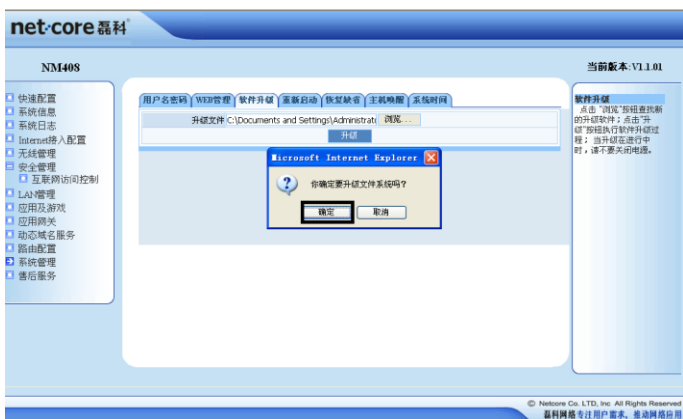 net·core磊科
NM408
当前版本:V1.1.01
快速配置
系统信息
系统日志
Internet接入配置
无线管理
安全管理
互联网访问控制
LAN管理
应用及游戏
应用网关
动态域名服务
路由配置
系统管理
售后服务
用户名密码 WEB管理 软件升级 重新启动 恢复缺省 主机唤醒 系统时间
升级文件 C:\Documents and Settings\Administrat 浏览...
升级
Microsoft Internet Explorer
你确定要升级文件系统吗?
确定 取消
软件升级
点击 "浏览"按钮查找新
的升级软件；点击"升
级"按钮执行软件升级过
程； 当升级在进行中
时，请不要关闭电源。
© Netcore Co. LTD, Inc All Rights Reserved
磊科网络专注用户需求，推动网络应用